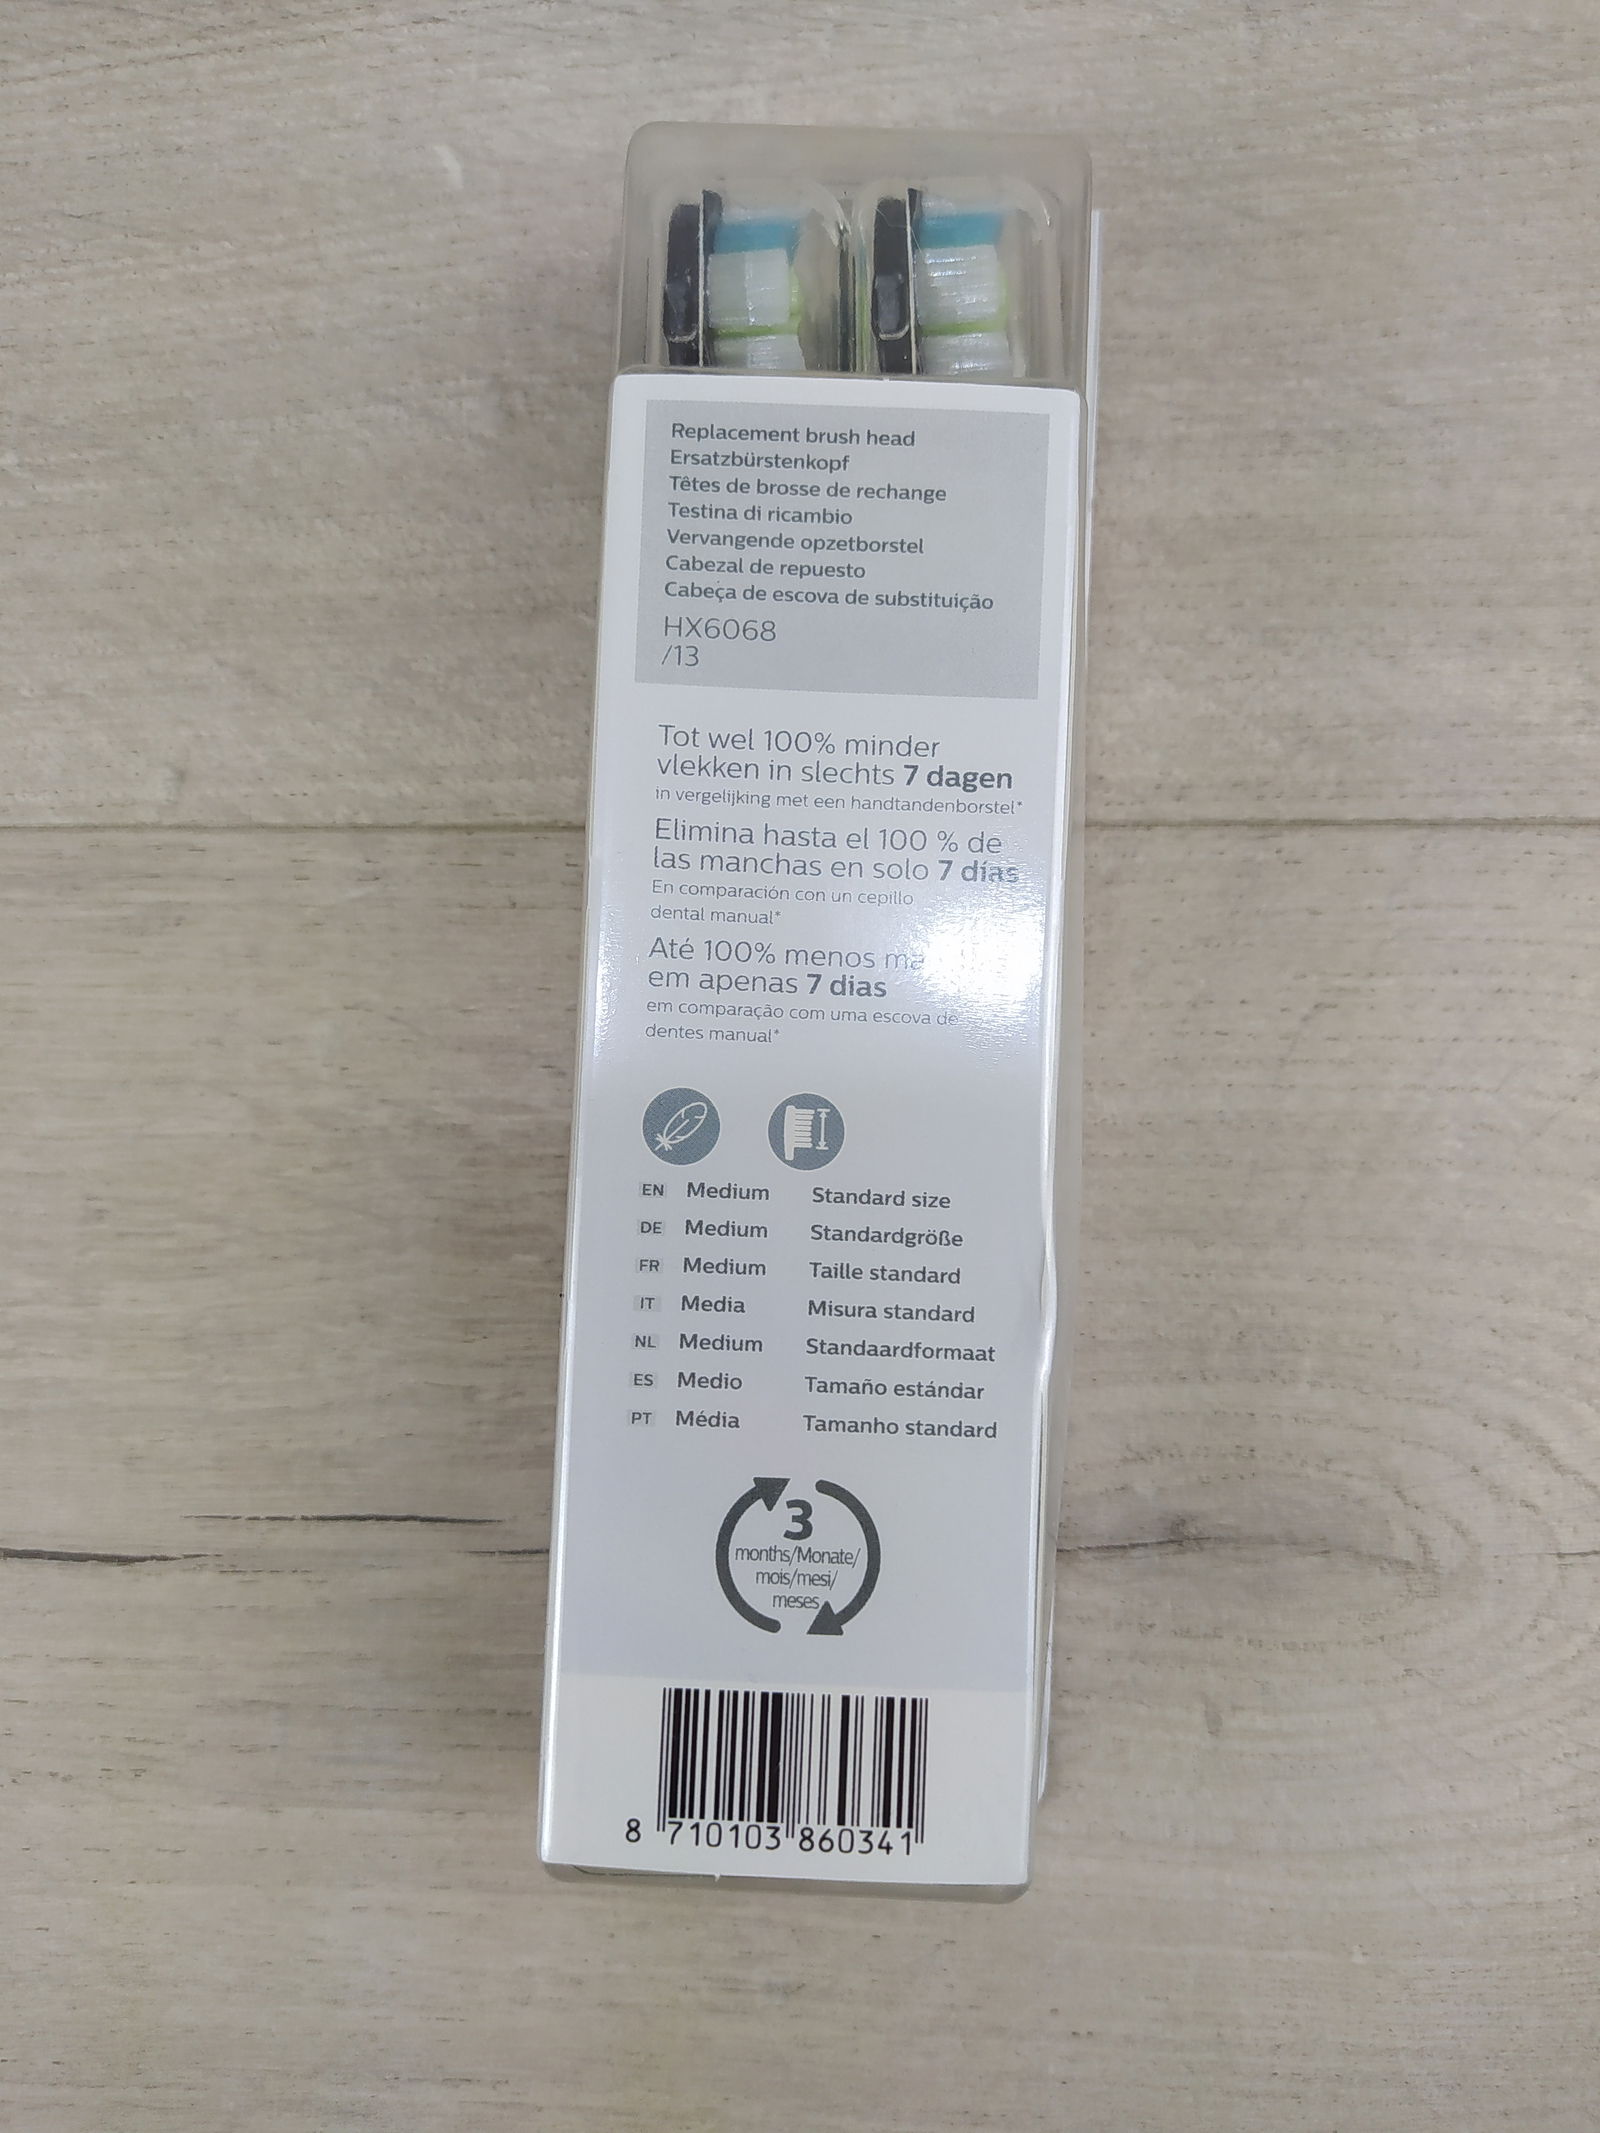 Replacement brush head
Ersatzbürstenkopf
Têtes de brosse de rechange
Testina di ricambio
Vervangende opzetborstel
Cabezal de repuesto
Cabeça de escova de substituição
HX6068
/13
Tot wel 100% minder
vlekken in slechts 7 dagen
in vergelijking met een handtandenborstel*
Elimina hasta el 100 % de
las manchas en solo 7 días
En comparación con un cepillo
dental manual*
Até 100% menos
em apenas 7 dias
em comparação com uma escova de
dentes manual*
EN Medium Standard size
DE Medium Standardgröße
FR Medium Taille standard
IT Media Misura standard
NL Medium Standaardformaat
ES Medio Tamaño estándar
PT Média Tamanho standard
3
months/Monate/
mois/mesi/
meses
8 710103 860341